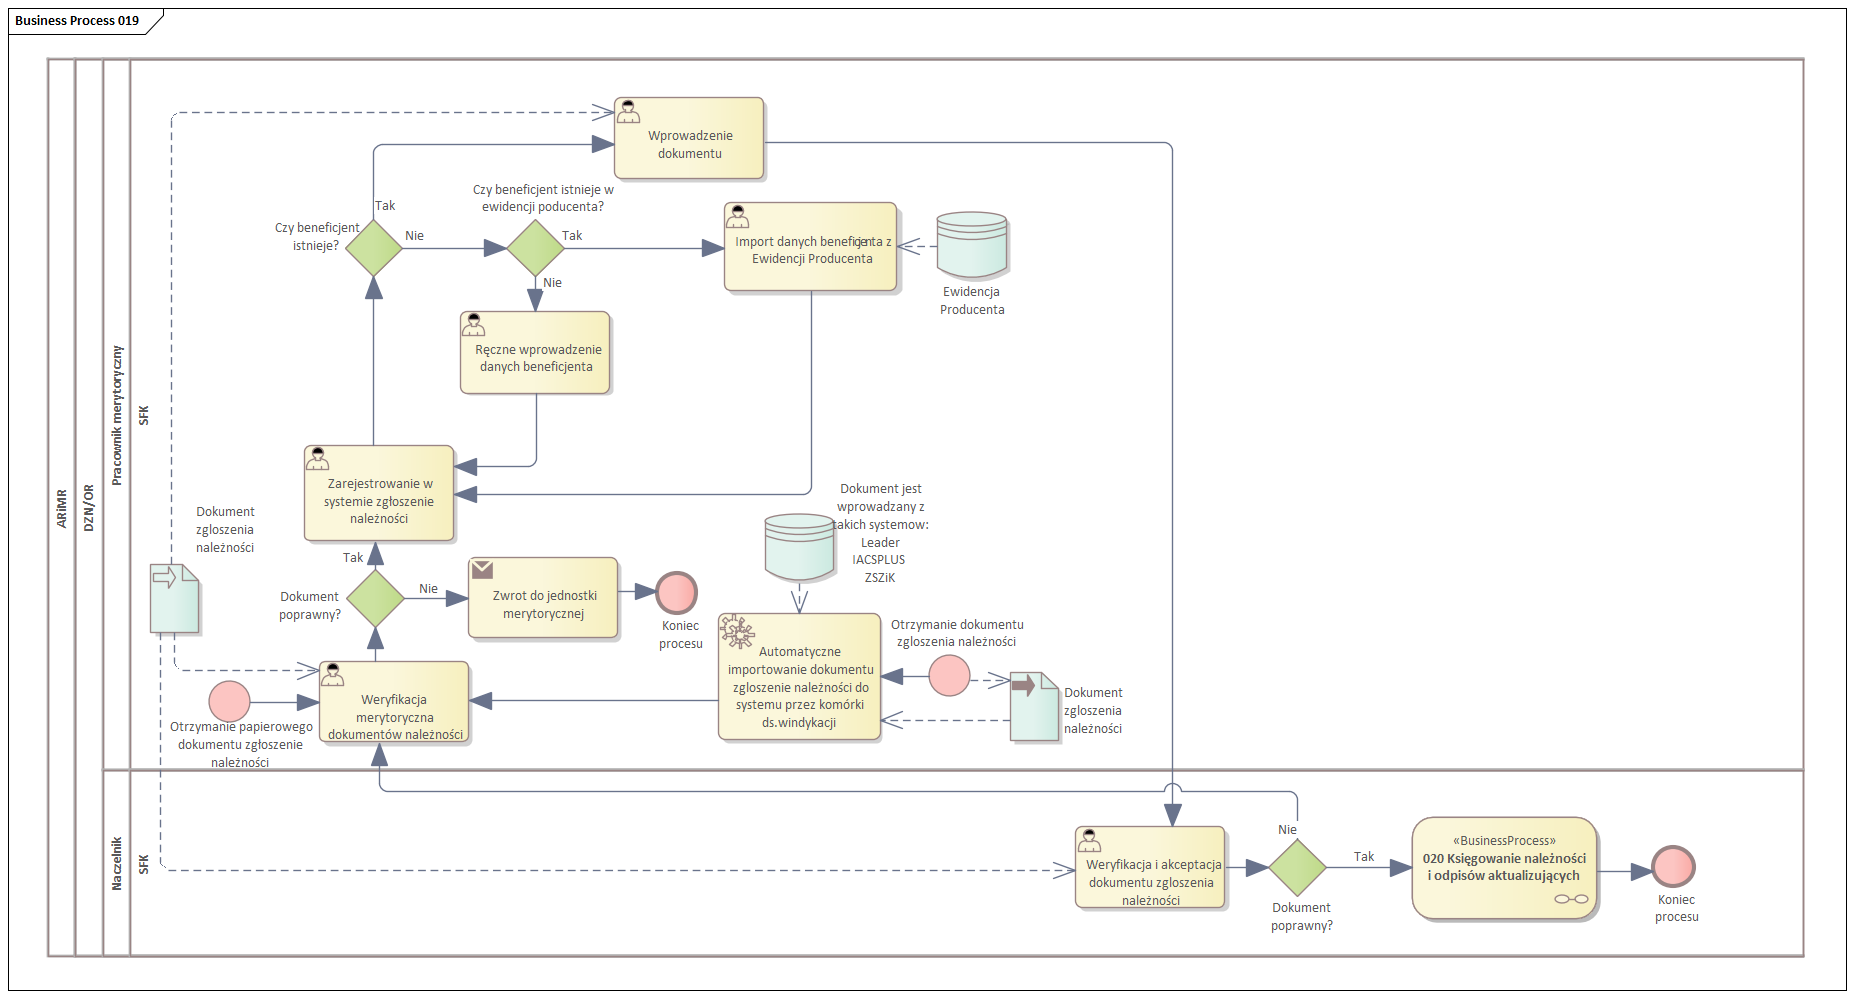 Business Process 019
ARiMR
DZN/OR
Pracownik merytoryczny
SFK
Wprowadzenie
dokumentu
Tak
Czy beneficjent
istnieje?
Nie
Czy beneficjent istnieje w
ewidencji poducenta?
Tak
Nie
Import danych beneficjenta z
Ewidencji Producenta
Ewidencja
Producenta
Ręczne wprowadzenie
danych beneficjenta
Zarejestrowanie w
systemie zgłoszenie
należności
Dokument
zgloszenia
należności
Tak
Dokument
poprawny?
Nie
Zwrot do jednostki
merytorycznej
Koniec
procesu
Dokument jest
wprowadzany z
takich systemow:
Leader
IACSPLUS
ZSZiK
Automatyczne
importowanie dokumentu
zgłoszenie należności do
systemu przez komórki
ds.windykacji
Otrzymanie dokumentu
zgłoszenia należności
Dokument
zgloszenia
należności
Weryfikacja
merytoryczna
dokumentów należności
Otrzymanie papierowego
dokumentu zgłoszenie
należności
Naczelnik
SFK
Weryfikacja i akceptacja
dokumentu zgloszenia
należności
Nie
Tak
Dokument
poprawny?
«BusinessProcess»
020 Księgowanie należności
i odpisów aktualizujących
Koniec
procesu